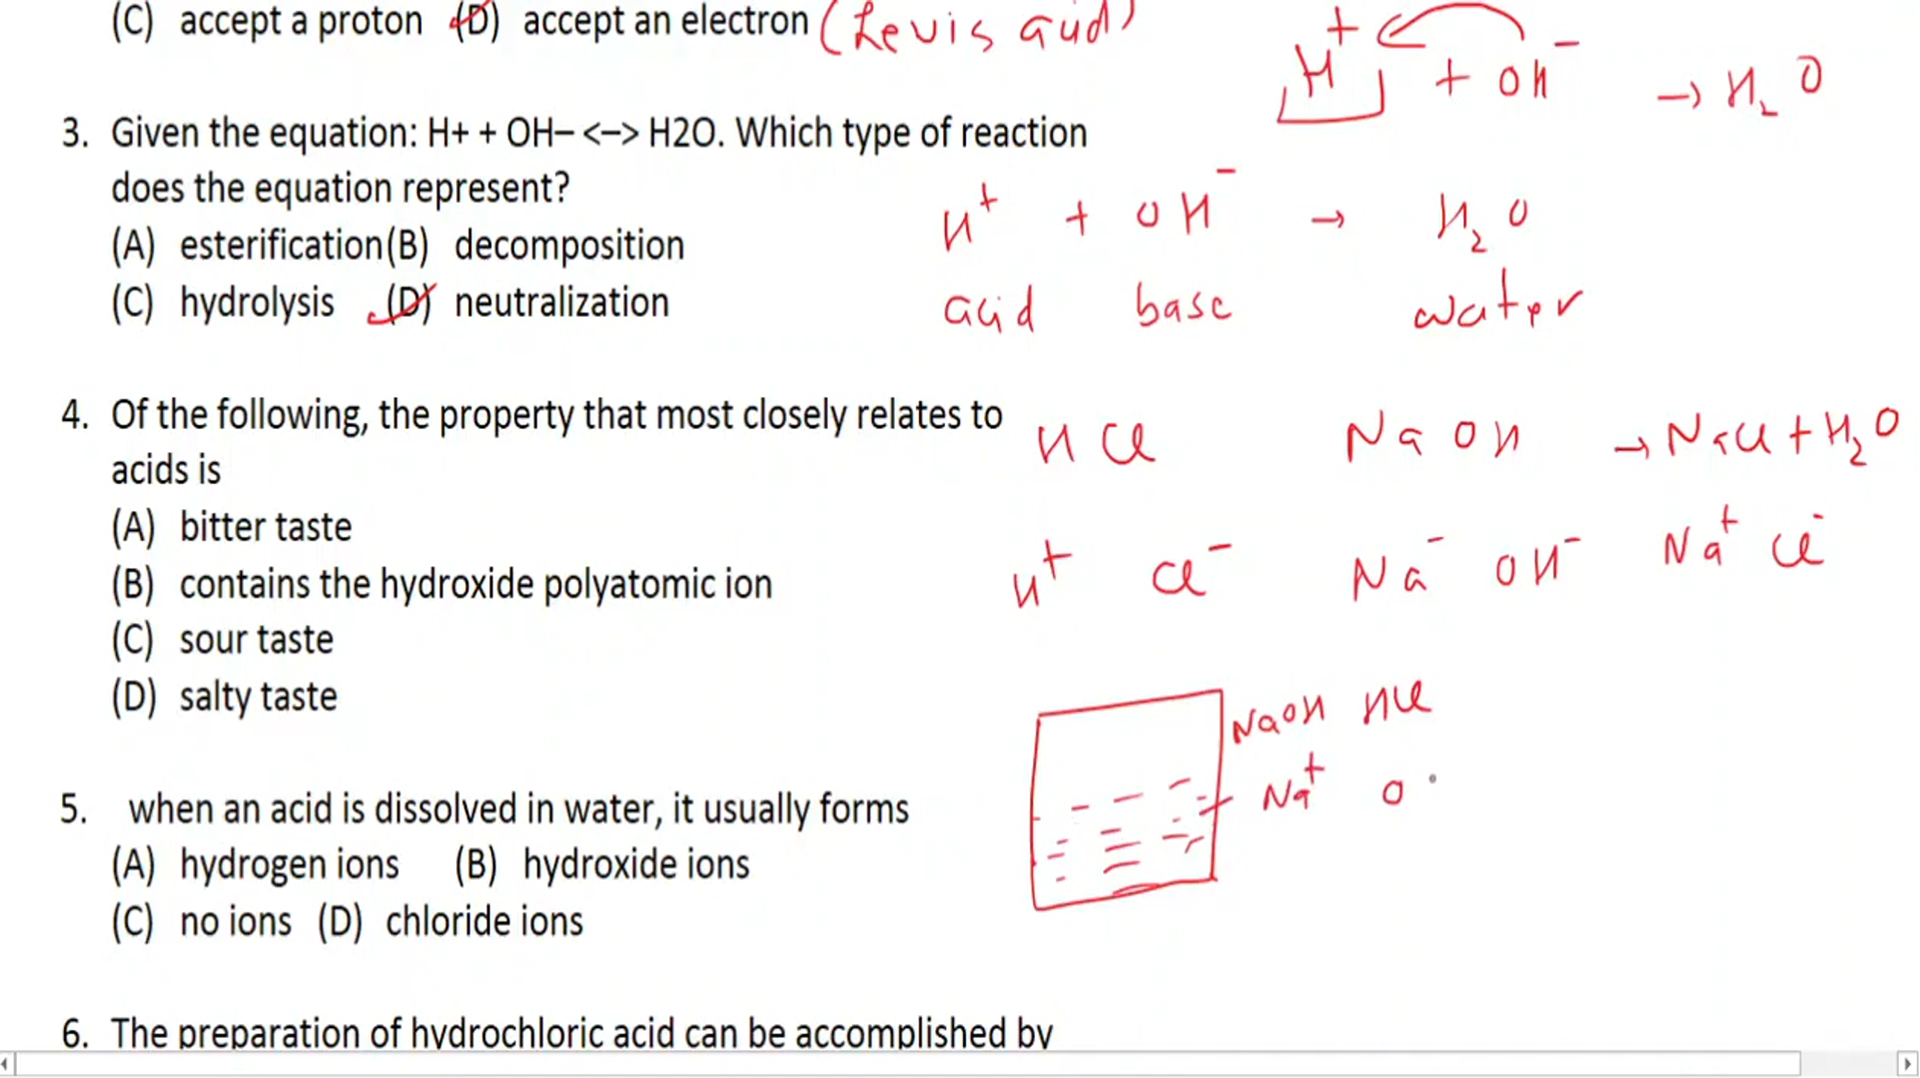 (C) accept a proton (D) accept an electron (Lewis acid)
H+ + OH- → H2O
3. Given the equation: H+ + OH– <–> H2O. Which type of reaction
does the equation represent?
(A) esterification(B) decomposition
(C) hydrolysis (D) neutralization
H+ + OH- → H2O
acid base water
4. Of the following, the property that most closely relates to
acids is
(A) bitter taste
(B) contains the hydroxide polyatomic ion
(C) sour taste
(D) salty taste
HCl NaOH → NaCl + H2O
H+ Cl- Na- OH- Na+ Cl-
NaOH HCl
Na+ O
5. when an acid is dissolved in water, it usually forms
(A) hydrogen ions (B) hydroxide ions
(C) no ions (D) chloride ions
6. The preparation of hydrochloric acid can be accomplished by